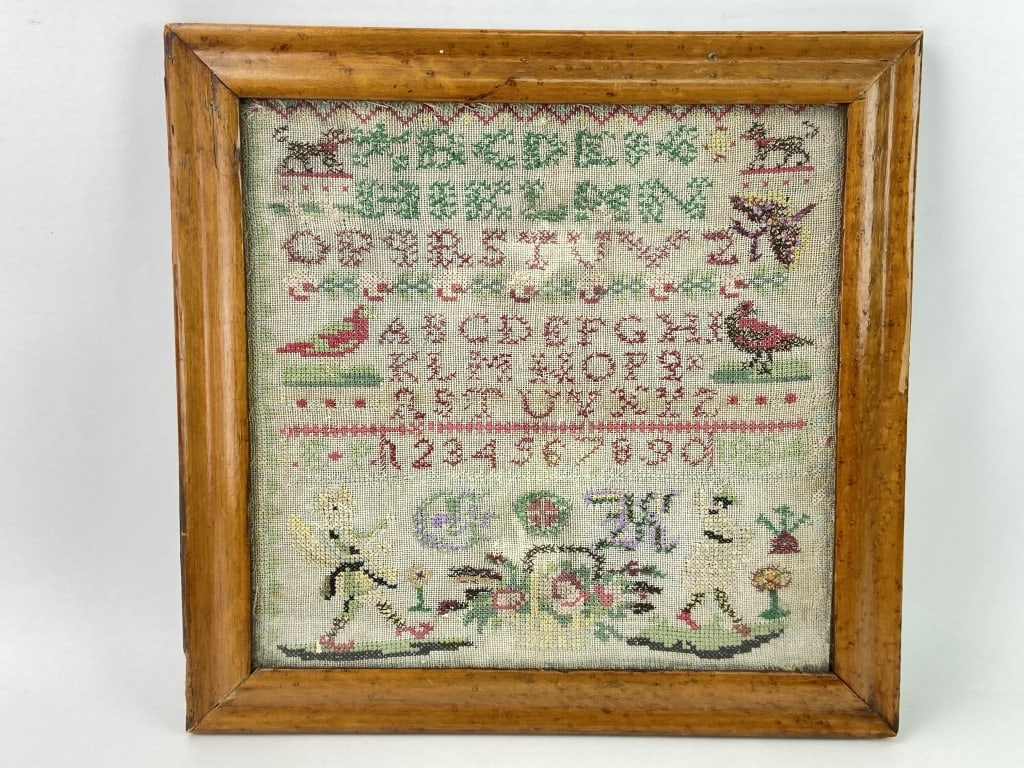 ABCDEFG
HIKLMN
OPQRSTUV Z
ABCDEFGHI
KLMNOPQ
RSTUVXYZ
1234567890